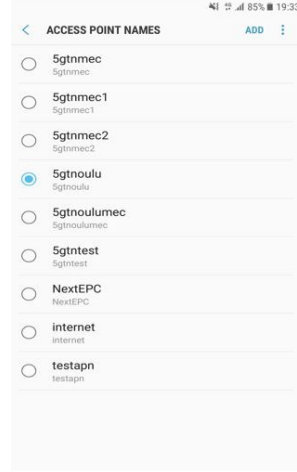 85% 19:33
ACCESS POINT NAMES ADD
5gtnmec
5gtnmec
5gtnmec1
5gtnmec1
5gtnmec2
5gtnmec2
5gtnoulu
5gtnoulu
5gtnoulumec
5gtnoulumec
5gtntest
5gtntest
NextEPC
NextEPC
internet
internet
testapn
testapn